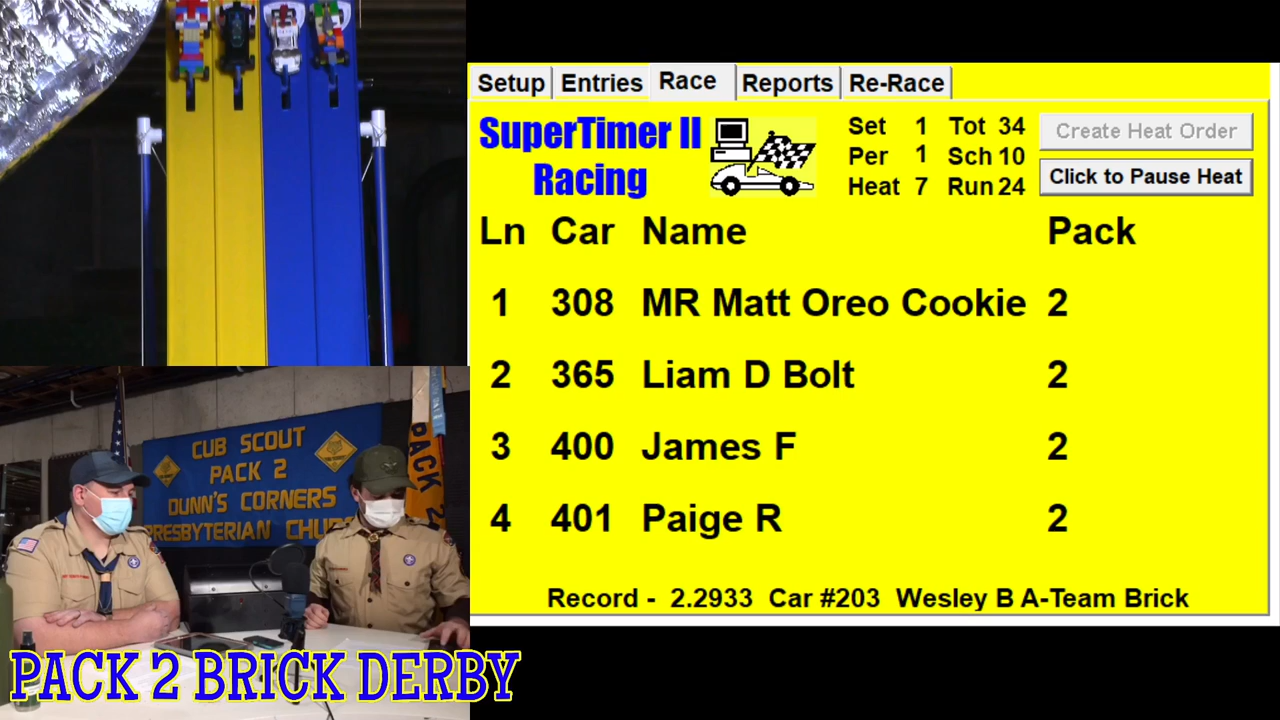 Setup Entries Race Reports Re-Race
SuperTimer II
Racing
Set 1 Tot 34
Per 1 Sch 10
Heat 7 Run 24
Create Heat Order
Click to Pause Heat
Ln Car Name Pack
1 308 MR Matt Oreo Cookie 2
2 365 Liam D Bolt 2
3 400 James F 2
4 401 Paige R 2
Record - 2.2933 Car #203 Wesley B A-Team Brick
CUB SCOUT
PACK 2
DUNN'S CORNERS
PRESBYTERIAN CHU
PACK 2
PACK 2 BRICK DERBY